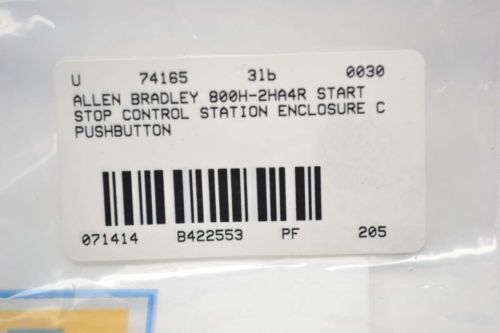 U 74165 31b 0030
ALLEN BRADLEY 800H-2HA4R START
STOP CONTROL STATION ENCLOSURE C
PUSHBUTTON
071414 B422553 PF 205